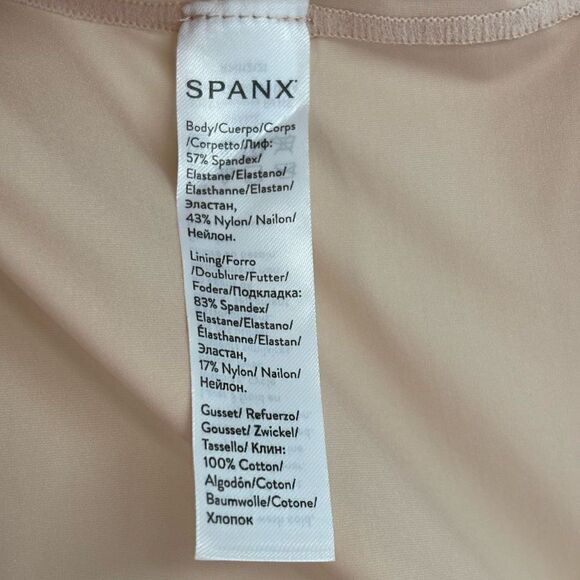 SPANX®
Body/Cuerpo/Corps
/Corpetto/Лиф:
57% Spandex/
Elastane/Elastano/
Élasthanne/Elastan/
Эластан,
43% Nylon/ Nailon/
Нейлон.
Lining/Forro
/Doublure/Futter/
Fodera/Подкладка:
83% Spandex/
Elastane/Elastano/
Élasthanne/Elastan/
Эластан,
17% Nylon/ Nailon/
Нейлон.
Gusset/ Refuerzo/
Gousset/ Zwickel/
Tassello/ Клин:
100% Cotton/
Algodón/Coton/
Baumwolle/Cotone/
Хлопок